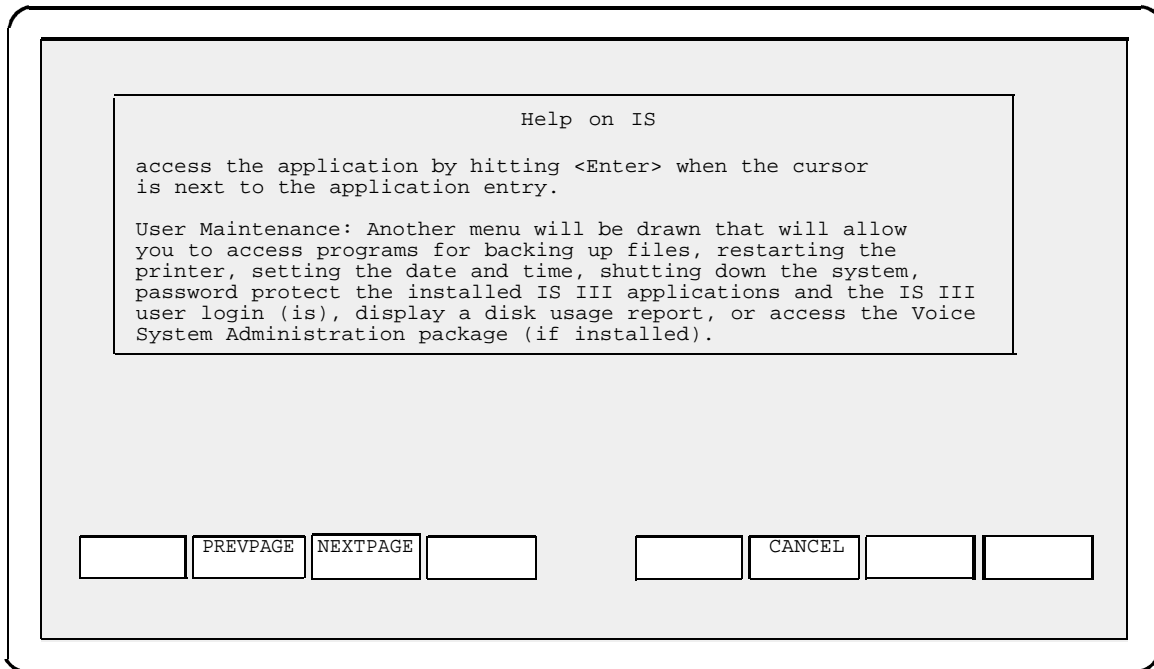 Help on IS
access the application by hitting <Enter> when the cursor
is next to the application entry.
User Maintenance: Another menu will be drawn that will allow
you to access programs for backing up files, restarting the
printer, setting the date and time, shutting down the system,
password protect the installed IS III applications and the IS III
user login (is), display a disk usage report, or access the Voice
System Administration package (if installed).
PREVPAGE NEXTPAGE CANCEL